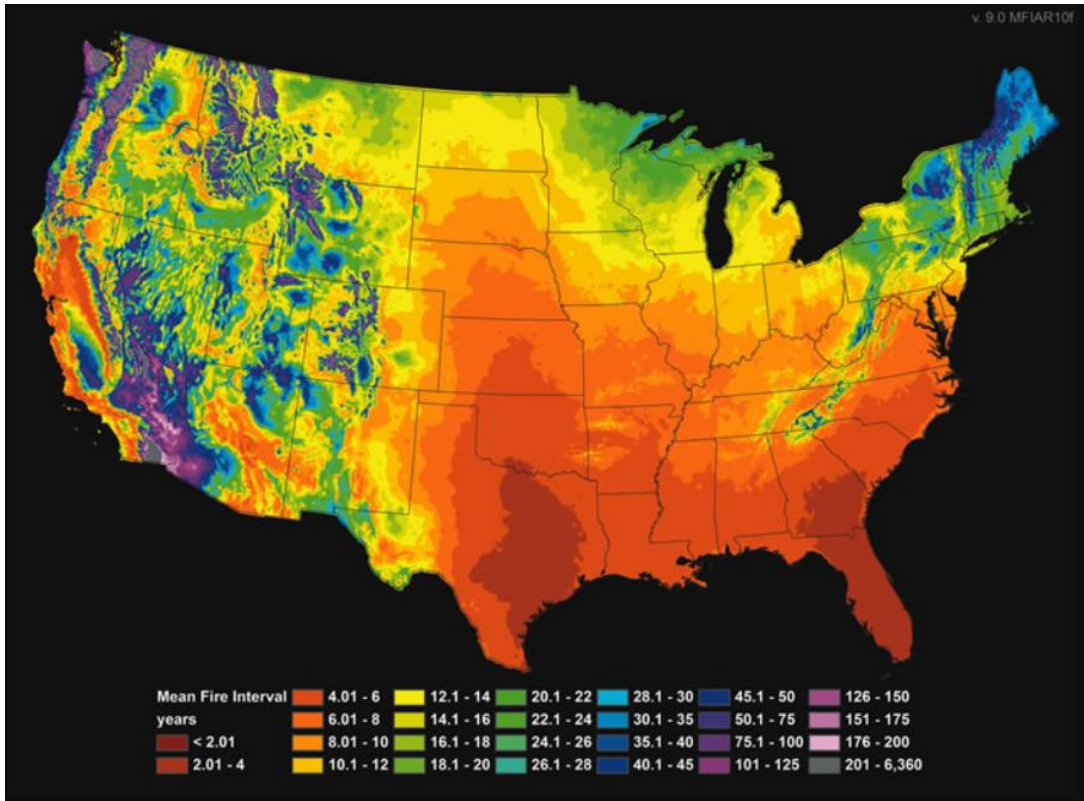 v. 9.0 MFIAR10f
Mean Fire Interval
years
< 2.01
2.01 - 4
4.01 - 6
6.01 - 8
8.01 - 10
10.1 - 12
12.1 - 14
14.1 - 16
16.1 - 18
18.1 - 20
20.1 - 22
22.1 - 24
24.1 - 26
26.1 - 28
28.1 - 30
30.1 - 35
35.1 - 40
40.1 - 45
45.1 - 50
50.1 - 75
75.1 - 100
101 - 125
126 - 150
151 - 175
176 - 200
201 - 6,360